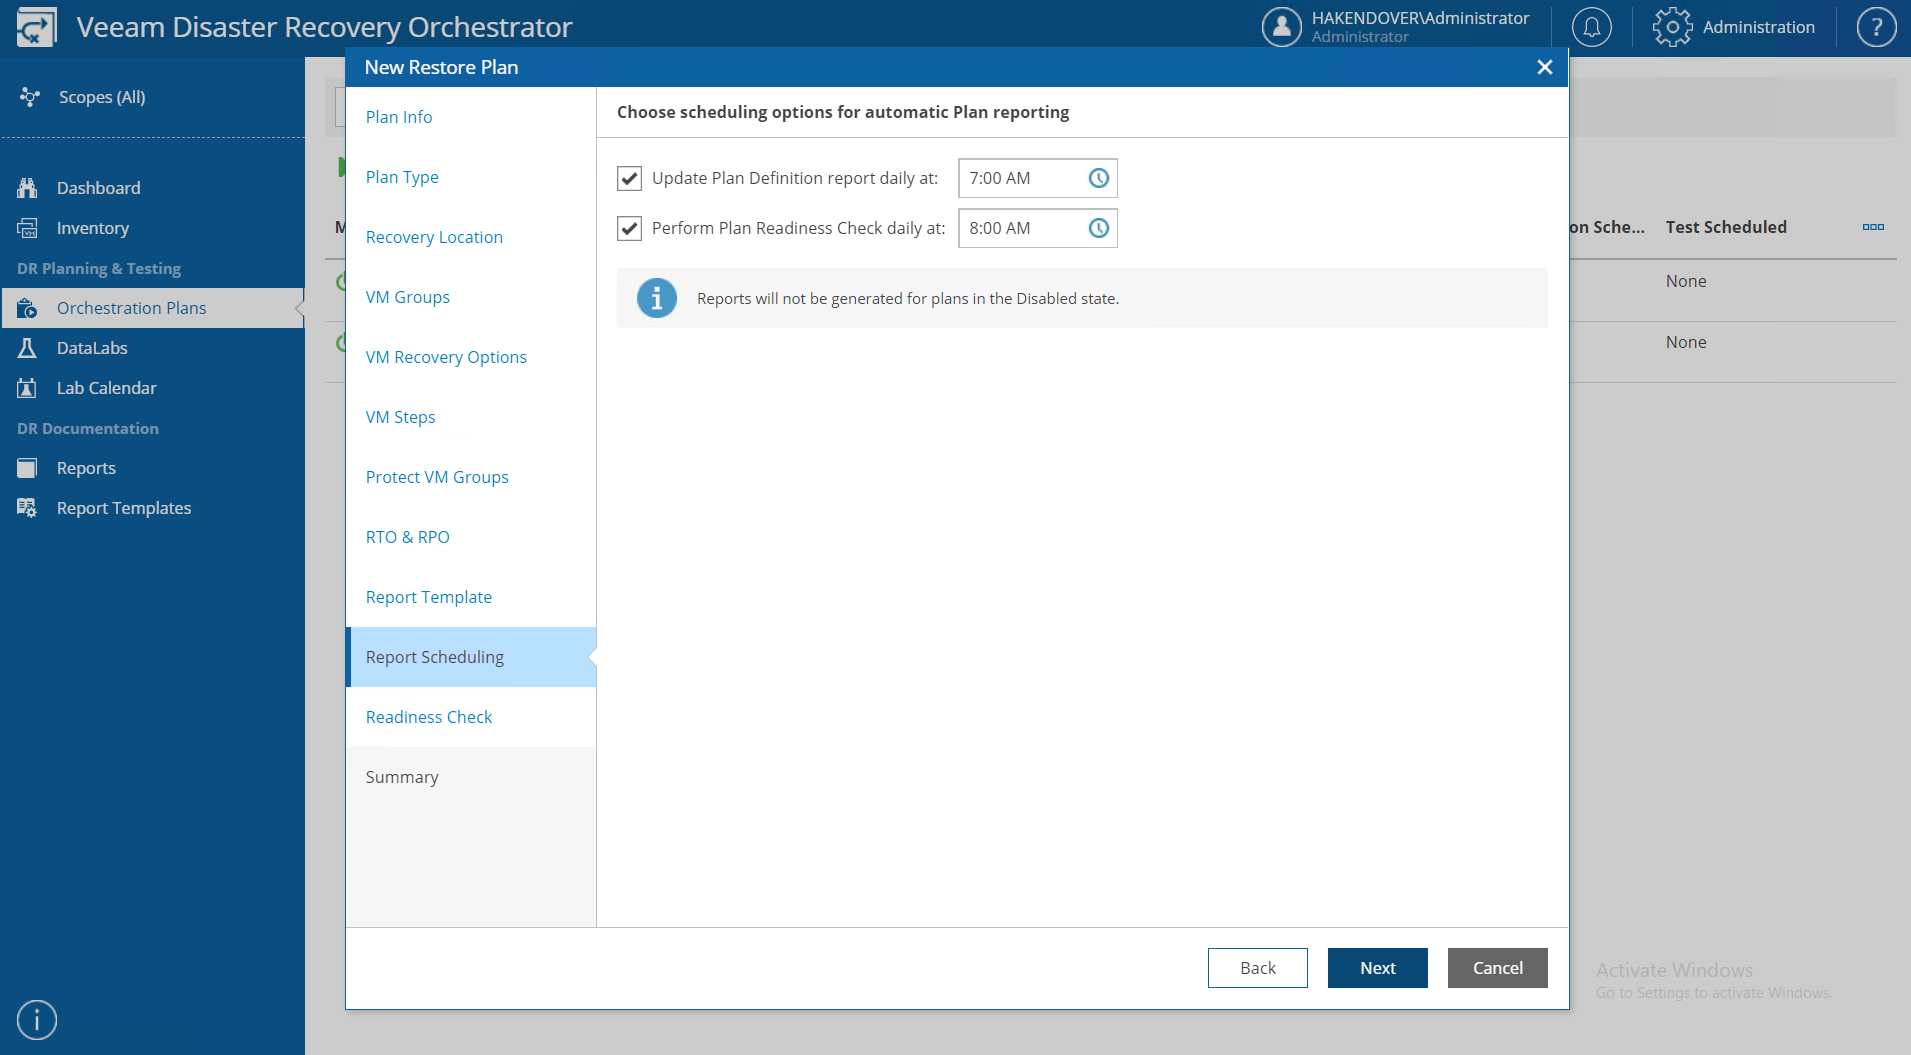 Veeam Disaster Recovery Orchestrator
HAKENDOVER\Administrator
Administrator
Administration
?
Scopes (All)
Dashboard
Inventory
DR Planning & Testing
Orchestration Plans
DataLabs
Lab Calendar
DR Documentation
Reports
Report Templates
i
New Restore Plan
Plan Info
Plan Type
Recovery Location
VM Groups
VM Recovery Options
VM Steps
Protect VM Groups
RTO & RPO
Report Template
Report Scheduling
Readiness Check
Summary
Choose scheduling options for automatic Plan reporting
Update Plan Definition report daily at: 7:00 AM
Perform Plan Readiness Check daily at: 8:00 AM
i Reports will not be generated for plans in the Disabled state.
Back Next Cancel
on Sche... Test Scheduled
None
None
Activate Windows
Go to Settings to activate Windows.